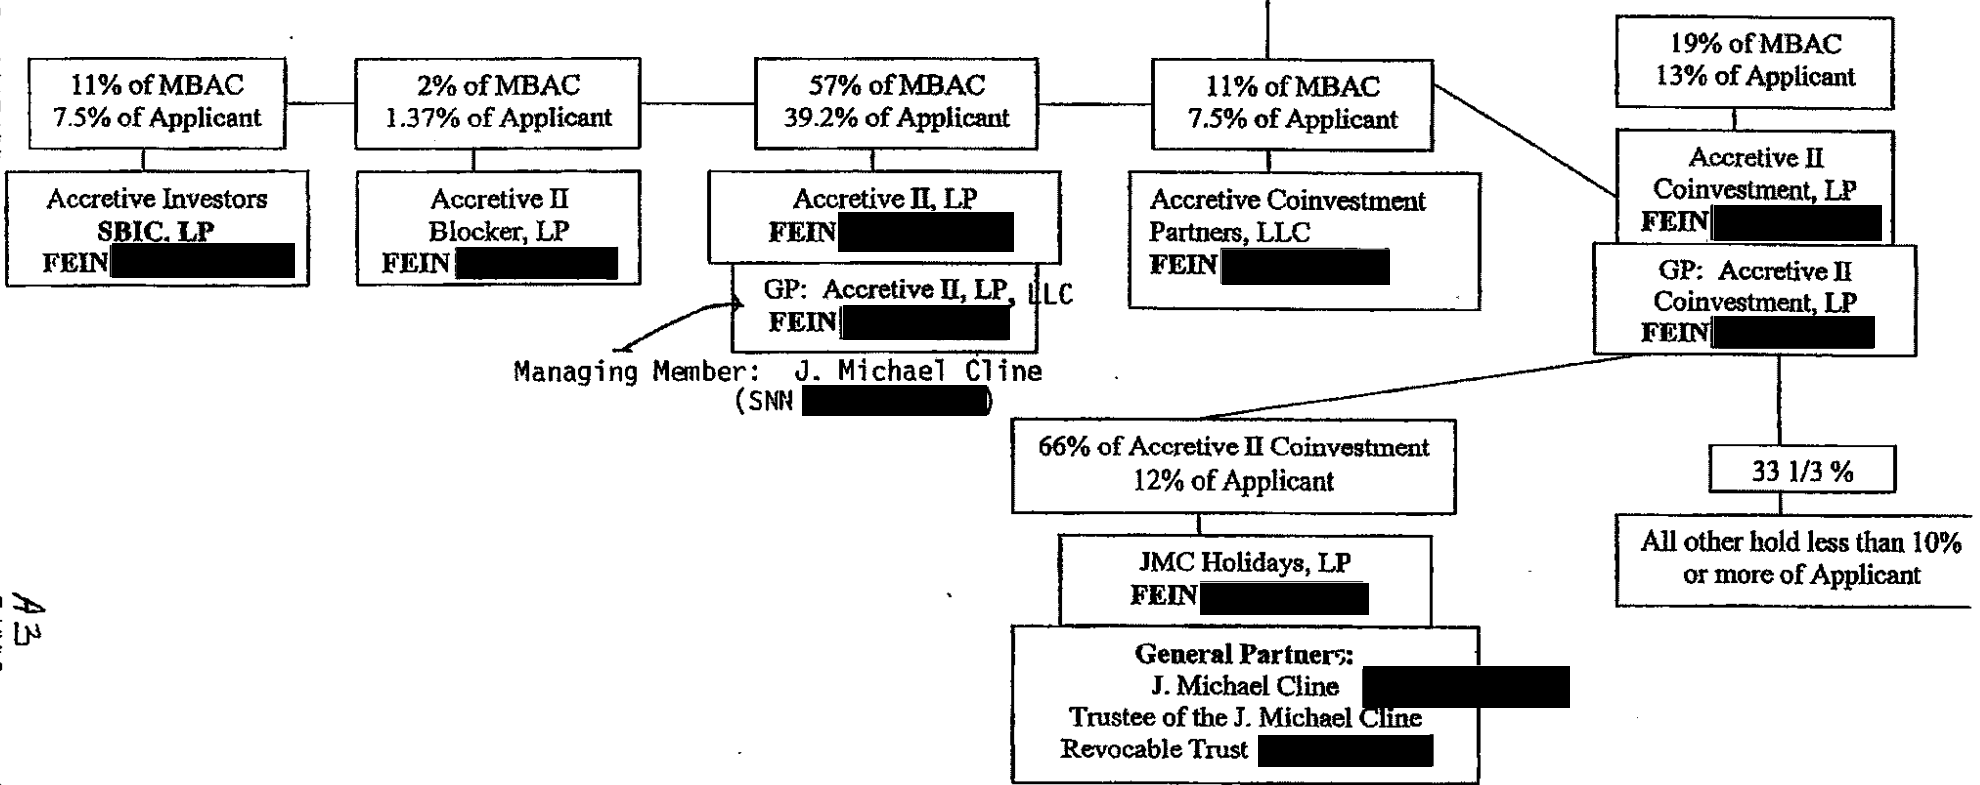 11% of MBAC
7.5% of Applicant
2% of MBAC
1.37% of Applicant
57% of MBAC
39.2% of Applicant
11% of MBAC
7.5% of Applicant
19% of MBAC
13% of Applicant
Accretive Investors
SBIC, LP
FEIN
Accretive II
Blocker, LP
FEIN
Accretive II, LP
FEIN
GP: Accretive II, LP, LLC
FEIN
Managing Member: J. Michael Cline
(SNN )
Accretive Coinvestment
Partners, LLC
FEIN
Accretive II
Coinvestment, LP
FEIN
GP: Accretive II
Coinvestment, LP
FEIN
66% of Accretive II Coinvestment
12% of Applicant
33 1/3 %
JMC Holidays, LP
FEIN
All other hold less than 10%
or more of Applicant
General Partners:
J. Michael Cline
Trustee of the J. Michael Cline
Revocable Trust
A3